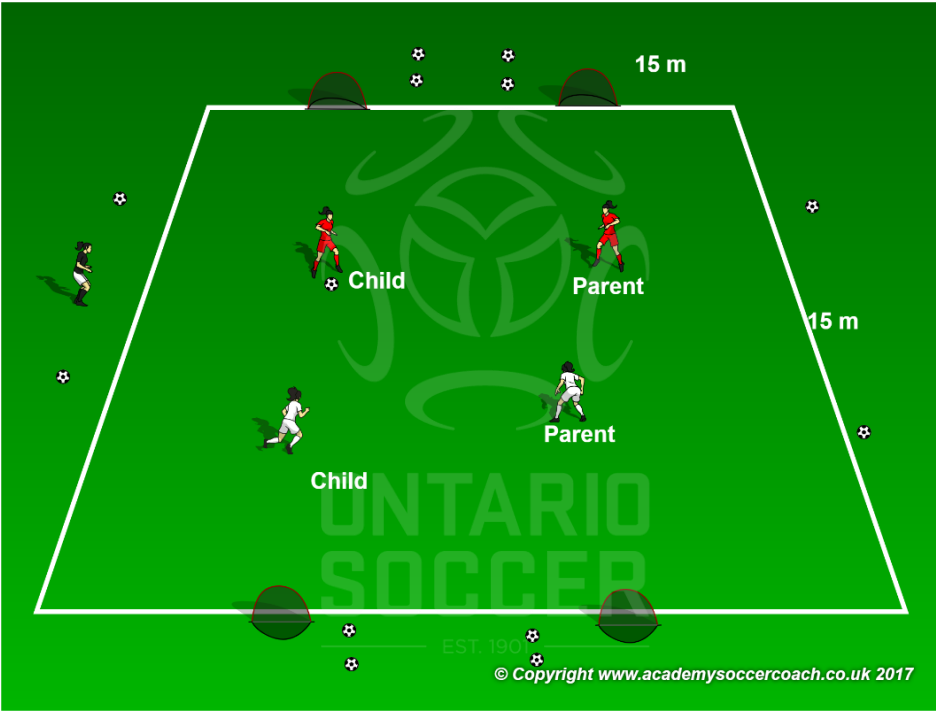 15 m
Child
Parent
15 m
Parent
Child
ONTARIO
SOCCER
EST. 1901
© Copyright www.academysoccercoach.co.uk 2017